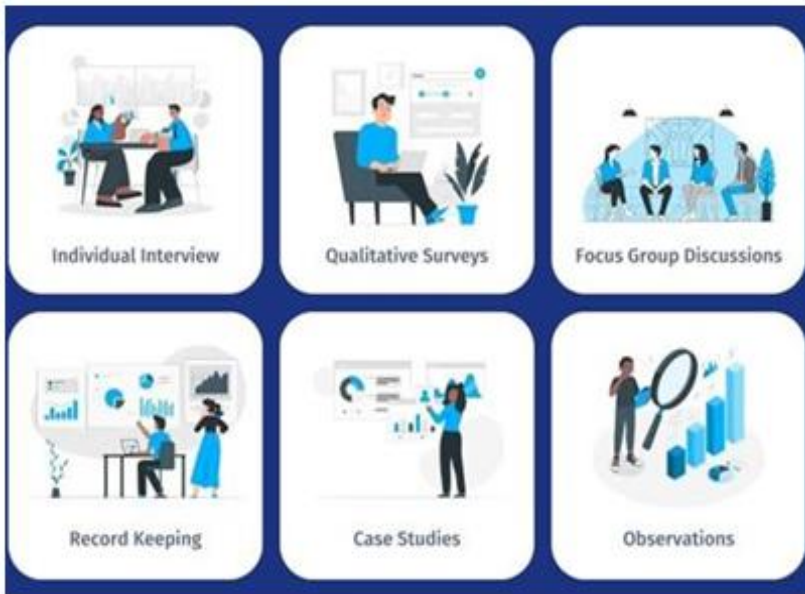 Individual Interview
Qualitative Surveys
Focus Group Discussions
Record Keeping
Case Studies
Observations